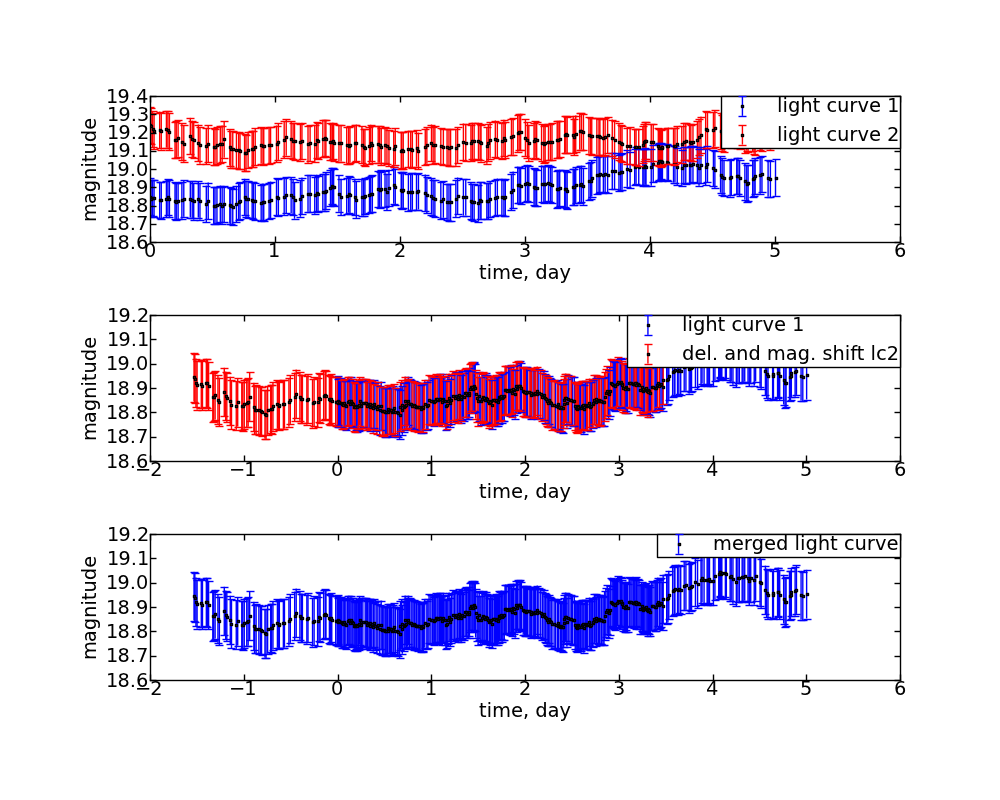 19.4
19.3
19.2
19.1
19.0
18.9
18.8
18.7
18.6
magnitude
light curve 1
light curve 2
0 1 2 3 4 5 6
time, day
19.2
19.1
19.0
18.9
18.8
18.7
18.6
magnitude
light curve 1
del. and mag. shift lc2
−2 −1 0 1 2 3 4 5 6
time, day
19.2
19.1
19.0
18.9
18.8
18.7
18.6
magnitude
merged light curve
−2 −1 0 1 2 3 4 5 6
time, day